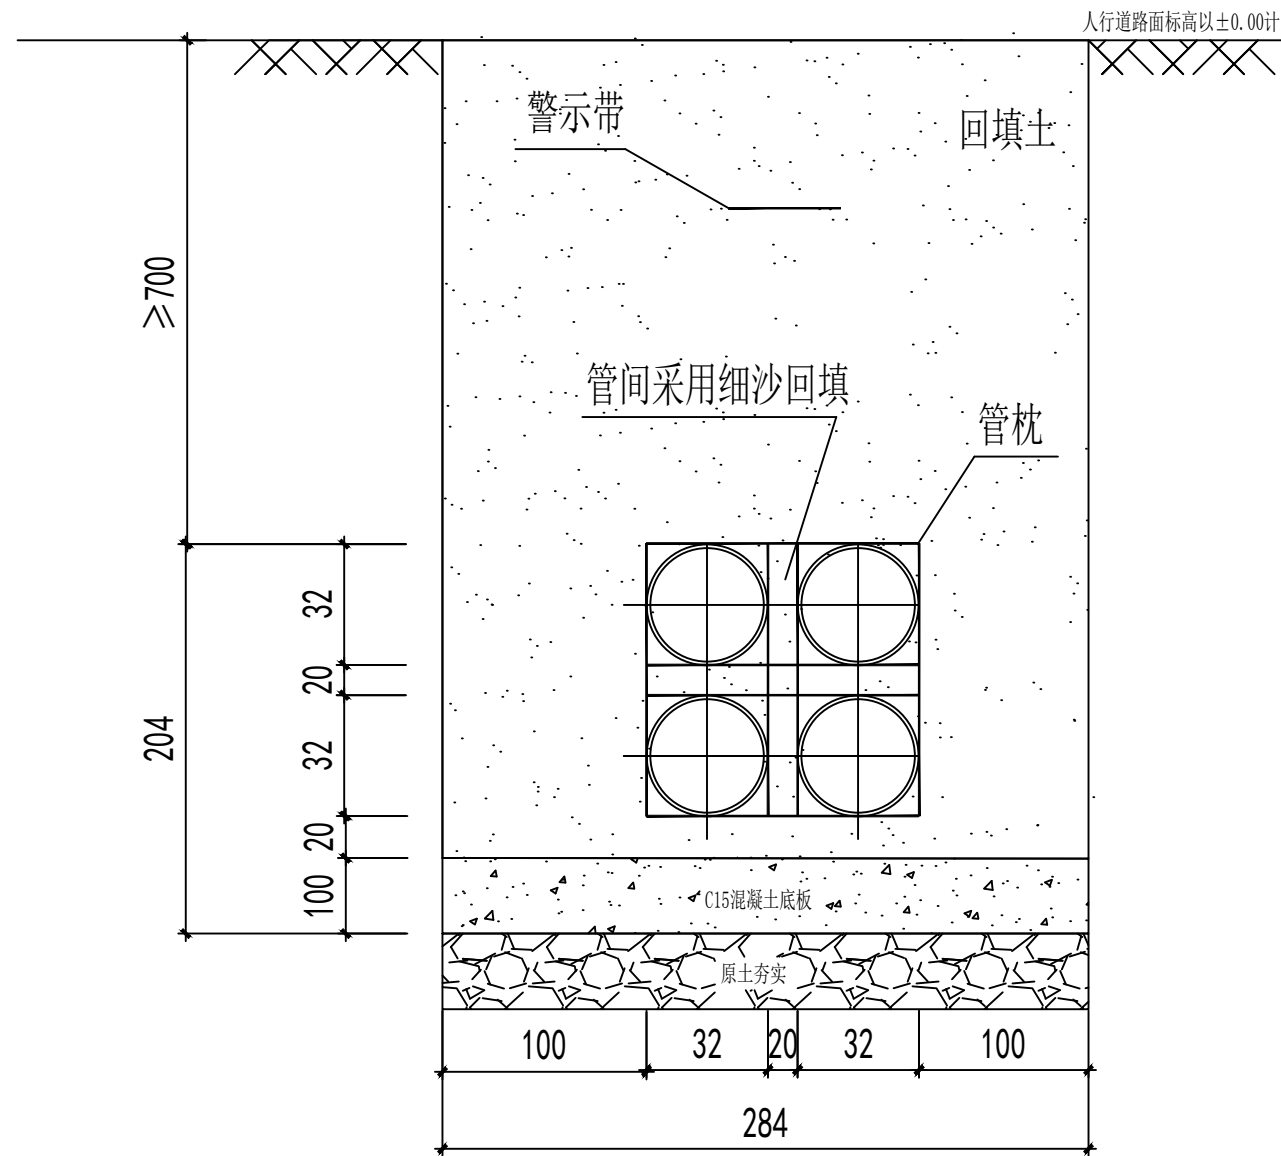 人行道路面标高以±0.00计
警示带
回填土
≥700
管间采用细沙回填
管枕
32
20
32
20
100
204
C15混凝土底板
原土夯实
100
32
20
32
100
284